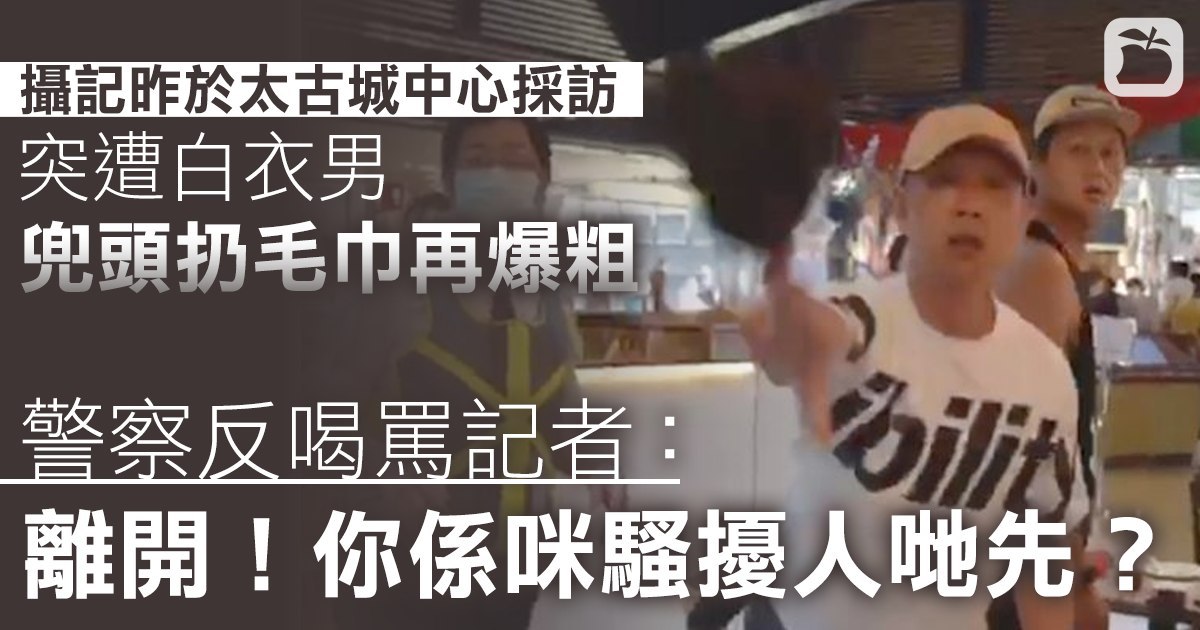 攝記昨於太古城中心採訪
突遭白衣男
兜頭扔毛巾再爆粗
警察反喝罵記者：
離開！你係咪騷擾人哋先？
bility